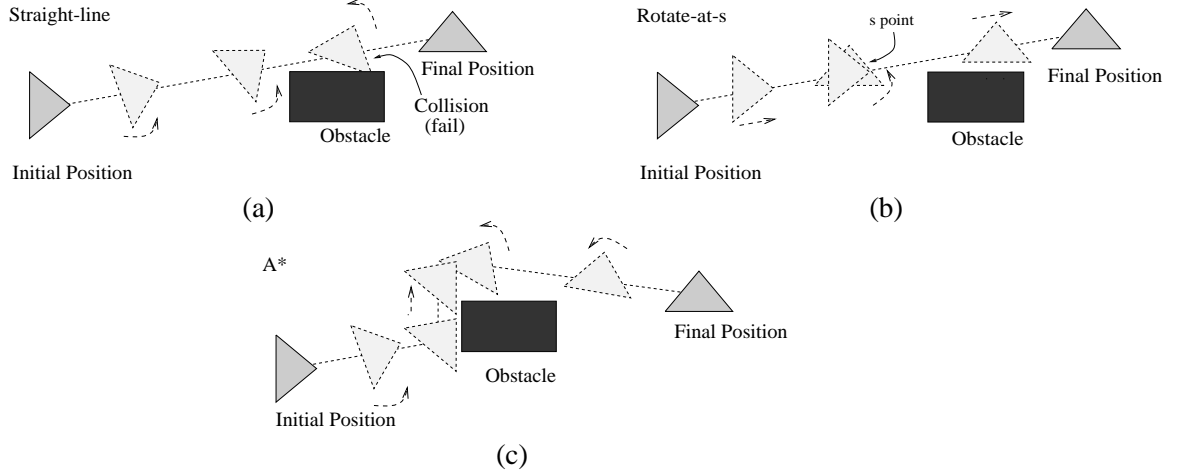 Straight-line
Final Position
Collision
(fail)
Obstacle
Initial Position
(a)
Rotate-at-s
s point
Final Position
Obstacle
Initial Position
(b)
A*
Final Position
Obstacle
Initial Position
(c)